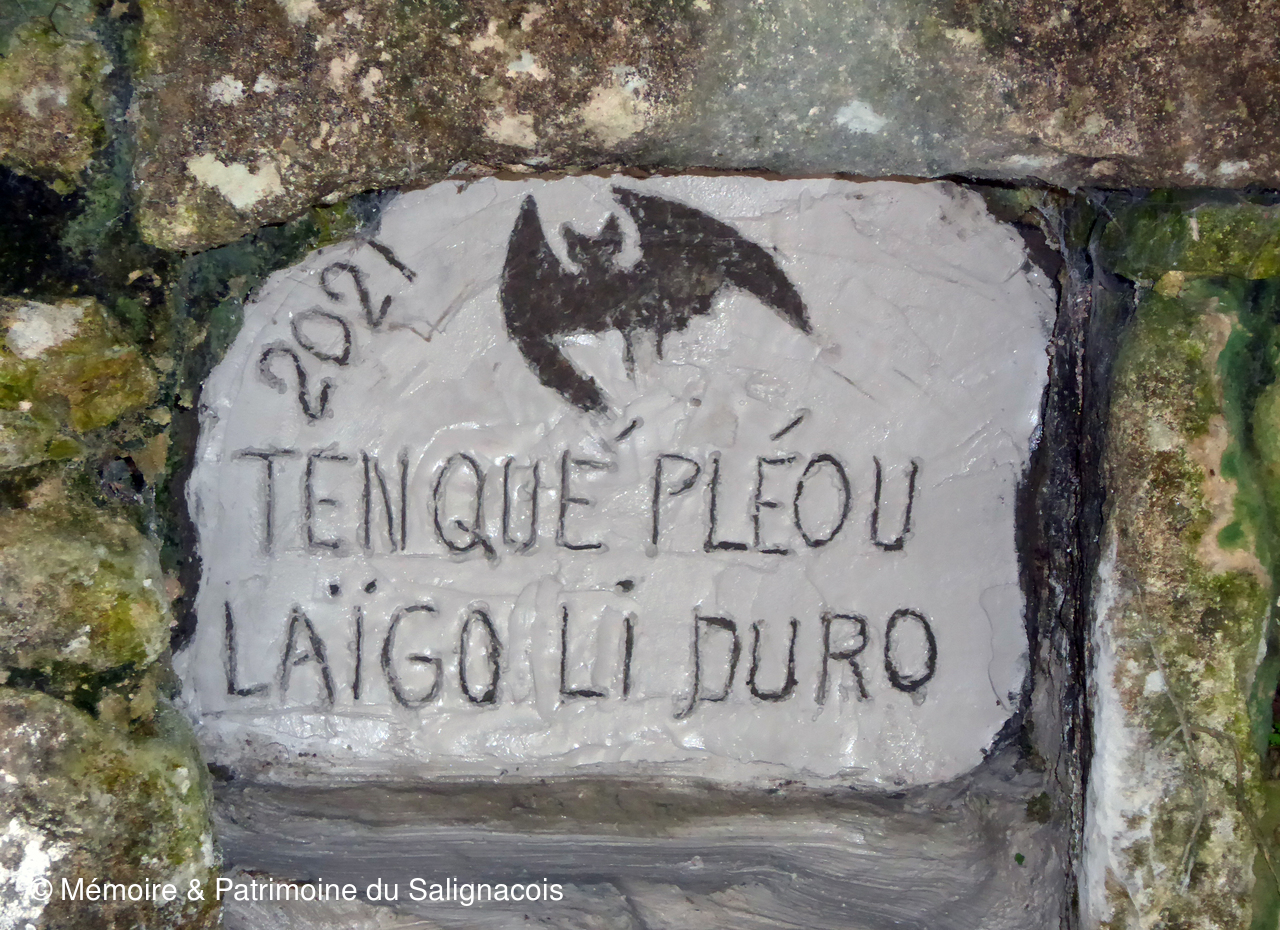 2021
TENQUÉ PLÉOU
LAÏGO Li DURO
© Mémoire & Patrimoine du Salignacois